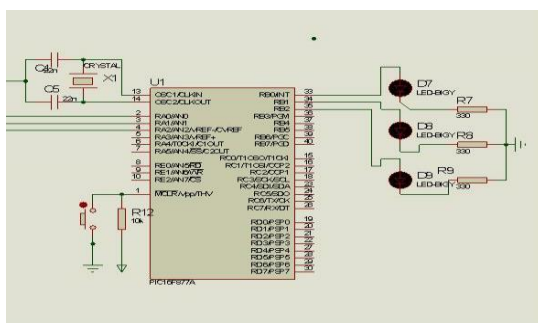 C4
22n
CRYSTAL
X1
C5
22n
U1
13 OSC1/CLKIN
14 OSC2/CLKOUT
2 RA0/AN0
3 RA1/AN1
4 RA2/AN2/VREF-/CVREF
5 RA3/AN3/VREF+
6 RA4/T0CKI/C1OUT
7 RA5/AN4/SS/C2OUT
8 RE0/AN5/RD
9 RE1/AN6/WR
10 RE2/AN7/CS
1 MCLR/Vpp/THV
RB0/INT 33
RB1 34
RB2 35
RB3/PGM 36
RB4 37
RB5 38
RB6/PGC 39
RB7/PGD 40
RC0/T1OSO/T1CKI 15
RC1/T1OSI/CCP2 16
RC2/CCP1 17
RC3/SCK/SCL 18
RC4/SDI/SDA 23
RC5/SDO 24
RC6/TX/CK 25
RC7/RX/DT 26
RD0/PSP0 19
RD1/PSP1 20
RD2/PSP2 21
RD3/PSP3 22
RD4/PSP4 27
RD5/PSP5 28
RD6/PSP6 29
RD7/PSP7 30
PIC16F877A
R12
10k
D7
LED-BIGY
D8
LED-BIGY
D9
LED-BIGY
R7
330
R8
330
R9
330